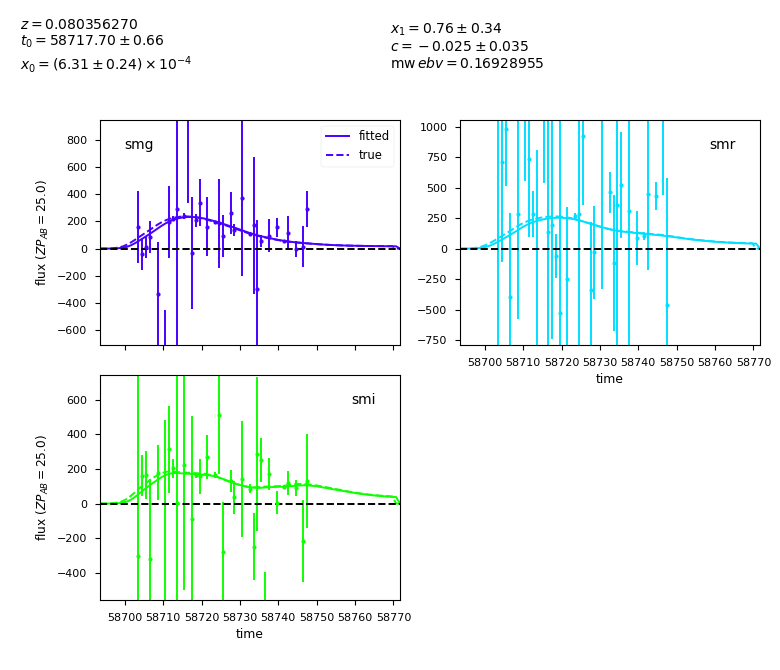 z = 0.080356270
t₀ = 58717.70 ± 0.66
x₀ = (6.31 ± 0.24) × 10⁻⁴
x₁ = 0.76 ± 0.34
c = −0.025 ± 0.035
mw ebv = 0.16928955
smg
fitted
true
800
600
400
200
0
−200
−400
−600
flux (ZP_AB = 25.0)
smr
1000
750
500
250
0
−250
−500
−750
58700 58710 58720 58730 58740 58750 58760 58770
time
smi
600
400
200
0
−200
−400
flux (ZP_AB = 25.0)
58700 58710 58720 58730 58740 58750 58760 58770
time